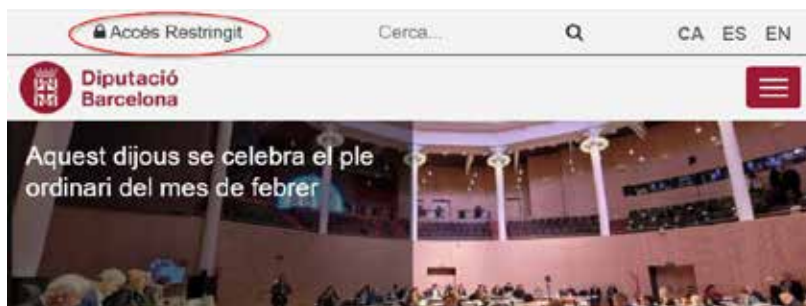 Accés Restringit
Cerca...
CA ES EN
Diputació
Barcelona
Aquest dijous se celebra el ple
ordinari del mes de febrer